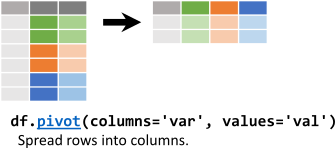 df.pivot(columns='var', values='val')
Spread rows into columns.